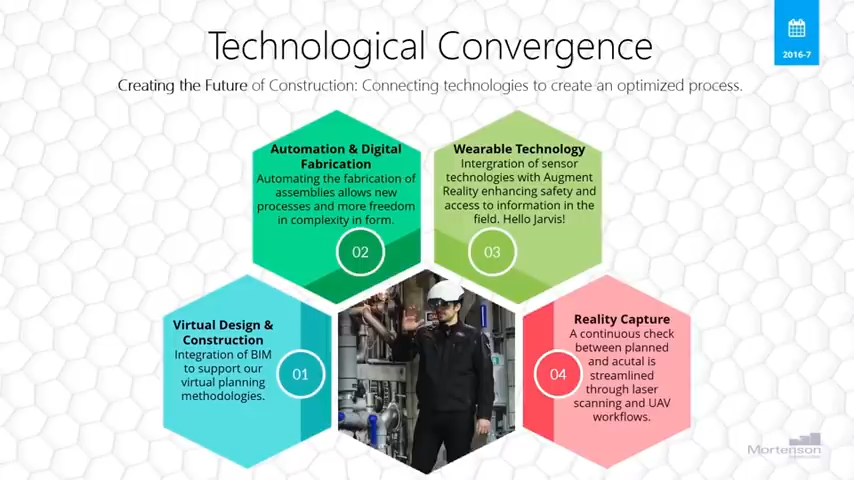 Technological Convergence
2016-7
Creating the Future of Construction: Connecting technologies to create an optimized process.
Automation & Digital
Fabrication
Automating the fabrication of
assemblies allows new
processes and more freedom
in complexity in form.
02
Wearable Technology
Intergration of sensor
technologies with Augment
Reality enhancing safety and
access to information in the
field. Hello Jarvis!
03
Virtual Design &
Construction
Integration of BIM
to support our
virtual planning
methodologies.
01
Reality Capture
A continuous check
between planned
and acutal is
streamlined
through laser
scanning and UAV
workflows.
04
Mortenson